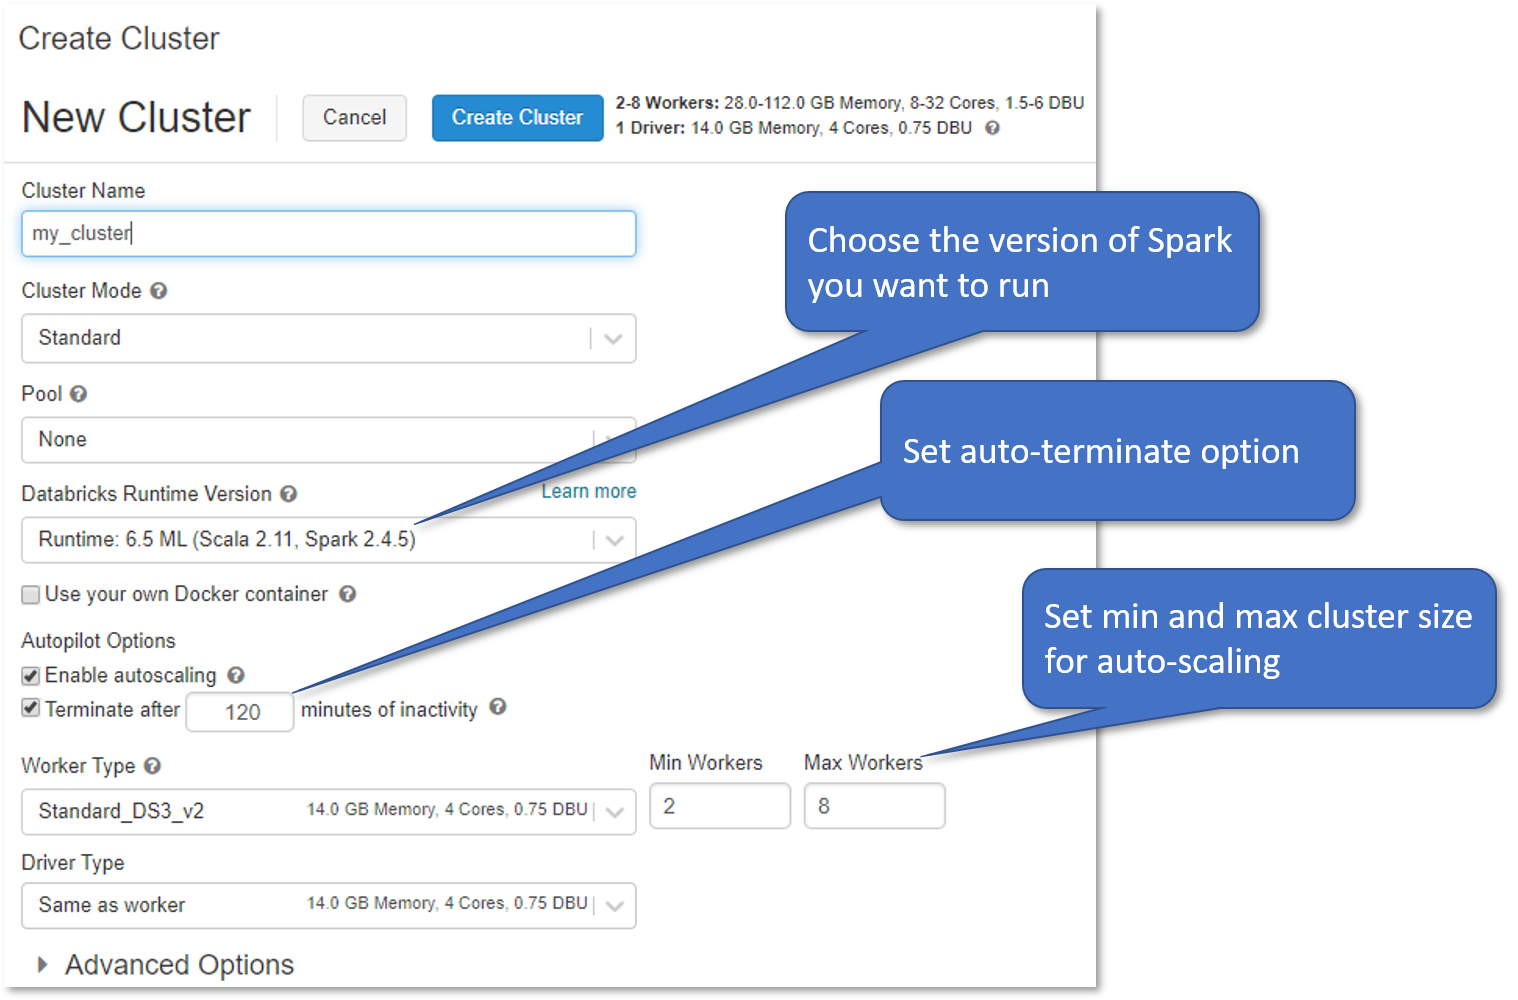 Create Cluster
New Cluster
Cancel
Create Cluster
2-8 Workers: 28.0-112.0 GB Memory, 8-32 Cores, 1.5-6 DBU
1 Driver: 14.0 GB Memory, 4 Cores, 0.75 DBU ?
Cluster Name
my_cluster
Choose the version of Spark
you want to run
Cluster Mode ?
Standard
Pool ?
None
Set auto-terminate option
Databricks Runtime Version ?
Learn more
Runtime: 6.5 ML (Scala 2.11, Spark 2.4.5)
Use your own Docker container ?
Set min and max cluster size
for auto-scaling
Autopilot Options
Enable autoscaling ?
Terminate after 120 minutes of inactivity ?
Worker Type ?
Min Workers
Max Workers
Standard_DS3_v2 14.0 GB Memory, 4 Cores, 0.75 DBU
2
8
Driver Type
Same as worker 14.0 GB Memory, 4 Cores, 0.75 DBU
Advanced Options